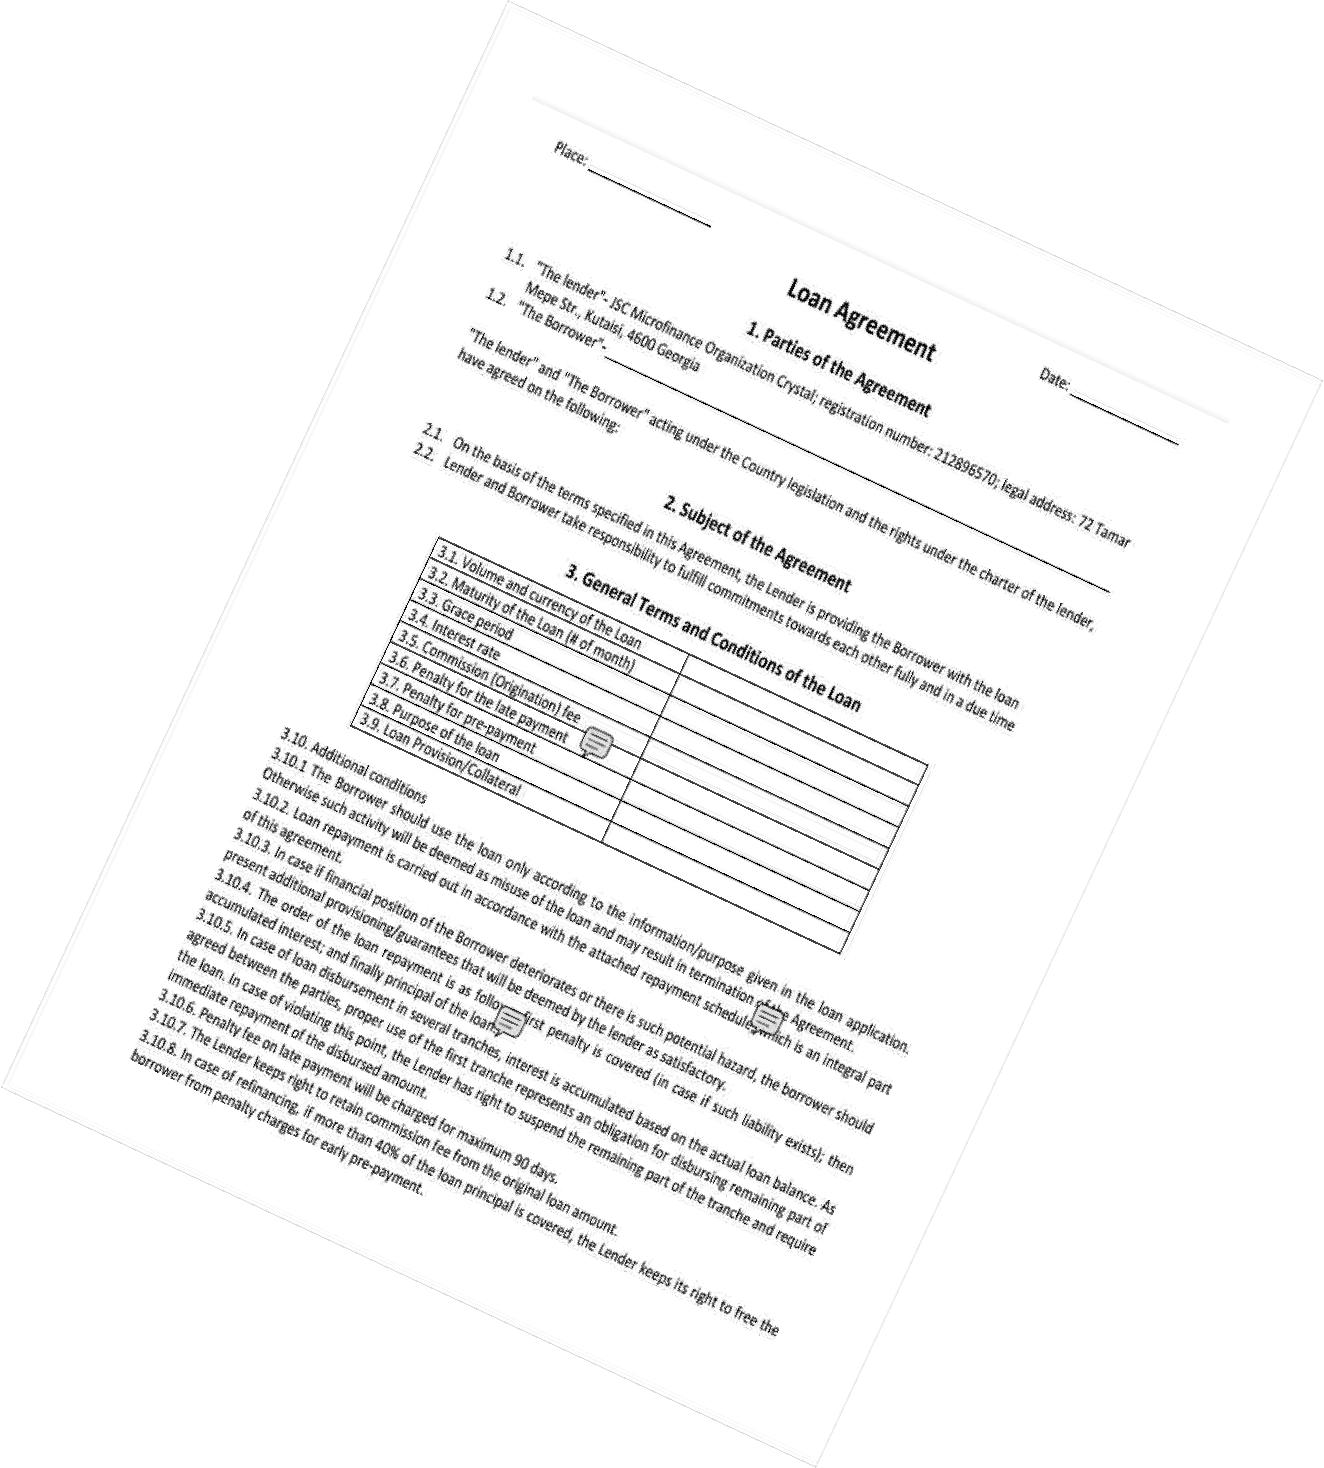 Place:
Date:
Loan Agreement
1. Parties of the Agreement
1.1. "The lender"- JSC Microfinance Organization Crystal; registration number: 212896570; legal address: 72 Tamar
Mepe Str., Kutaisi, 4600 Georgia
1.2. "The Borrower"-
"The lender" and "The Borrower" acting under the Country legislation and the rights under the charter of the lender,
have agreed on the following:
2. Subject of the Agreement
2.1. On the basis of the terms specified in this Agreement, the Lender is providing the Borrower with the loan
2.2. Lender and Borrower take responsibility to fulfill commitments towards each other fully and in a due time
3. General Terms and Conditions of the Loan
3.1. Volume and currency of the Loan
3.2. Maturity of the Loan (# of month)
3.3. Grace period
3.4. Interest rate
3.5. Commission (Origination) fee
3.6. Penalty for the late payment
3.7. Penalty for pre-payment
3.8. Purpose of the loan
3.9. Loan Provision/Collateral
3.10. Additional conditions
3.10.1 The Borrower should use the loan only according to the information/purpose given in the loan application.
Otherwise such activity will be deemed as misuse of the loan and may result in termination of the Agreement.
3.10.2. Loan repayment is carried out in accordance with the attached repayment schedule, which is an integral part
of this agreement.
3.10.3. In case if financial position of the Borrower deteriorates or there is such potential hazard, the borrower should
present additional provisioning/guarantees that will be deemed by the lender as satisfactory.
3.10.4. The order of the loan repayment is as follow first penalty is covered (in case if such liability exists); then
accumulated interest; and finally principal of the loan.
3.10.5. In case of loan disbursement in several tranches, interest is accumulated based on the actual loan balance. As
agreed between the parties, proper use of the first tranche represents an obligation for disbursing remaining part of
the loan. In case of violating this point, the Lender has right to suspend the remaining part of the tranche and require
immediate repayment of the disbursed amount.
3.10.6. Penalty fee on late payment will be charged for maximum 90 days.
3.10.7. The Lender keeps right to retain commission fee from the original loan amount.
3.10.8. In case of refinancing, if more than 40% of the loan principal is covered, the Lender keeps its right to free the
borrower from penalty charges for early pre-payment.